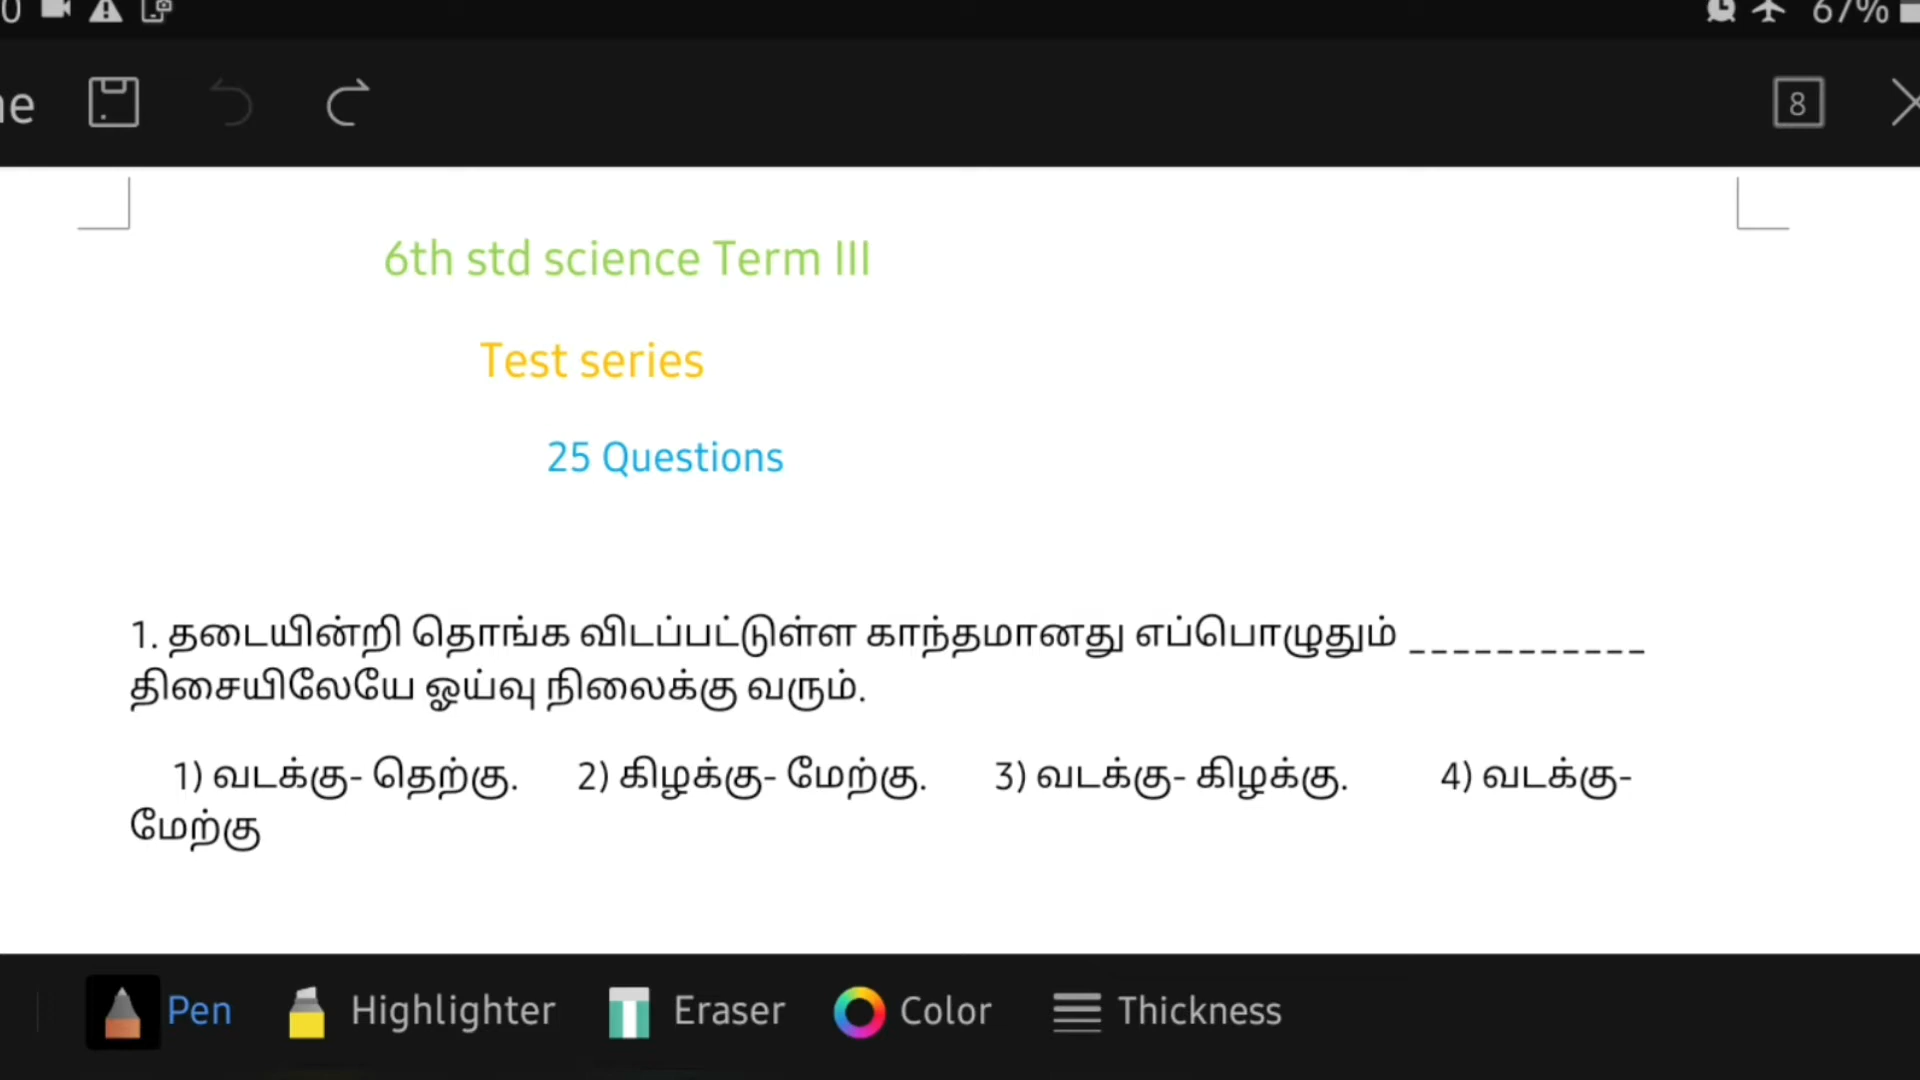 67%
8
6th std science Term III
Test series
25 Questions
1. தடையின்றி தொங்க விடப்பட்டுள்ள காந்தமானது எப்பொழுதும் ___________
திசையிலேயே ஓய்வு நிலைக்கு வரும்.
1) வடக்கு- தெற்கு. 2) கிழக்கு- மேற்கு. 3) வடக்கு- கிழக்கு. 4) வடக்கு-
மேற்கு
Pen Highlighter Eraser Color Thickness